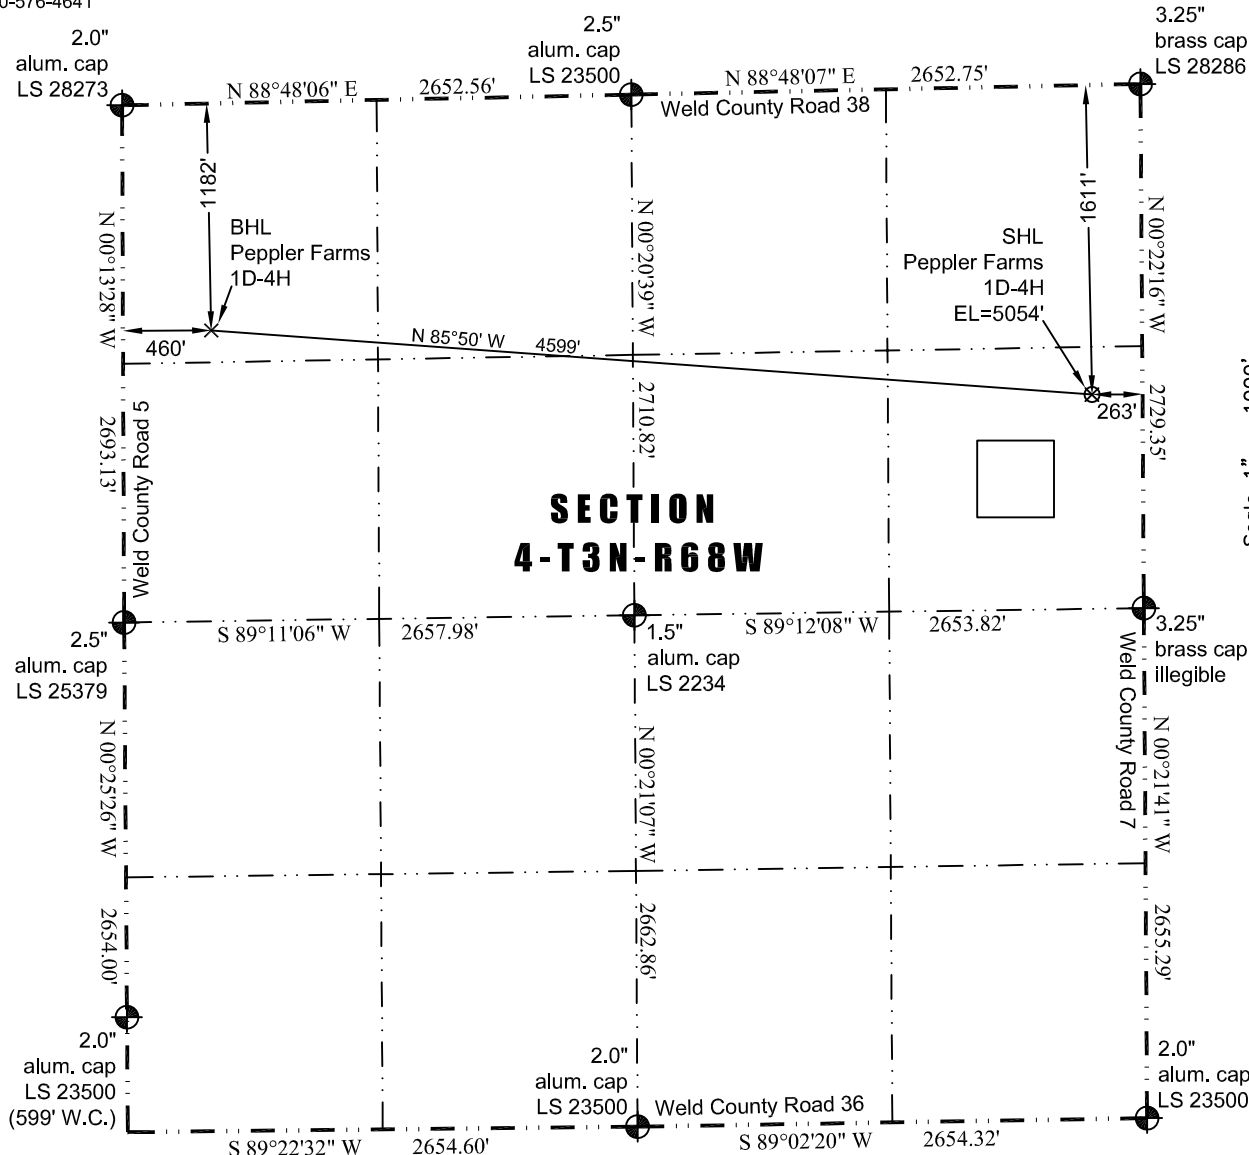 2.0"
alum. cap
LS 28273
N 88°48'06" E
2652.56'
2.5"
alum. cap
LS 23500
N 88°48'07" E
2652.75'
Weld County Road 38
3.25"
brass cap
LS 28286
1182'
BHL
Peppler Farms
1D-4H
N 00°13'28" W
460'
N 85°50' W
4599'
N 00°20'39" W
SHL
Peppler Farms
1D-4H
EL=5054'
1611'
N 00°22'16" W
263'
2693.13'
Weld County Road 5
2710.82'
2729.35'
SECTION
4-T3N-R68W
2.5"
alum. cap
LS 25379
S 89°11'06" W
2657.98'
1.5"
alum. cap
LS 2234
S 89°12'08" W
2653.82'
3.25"
brass cap
illegible
Weld County Road 7
N 00°25'26" W
N 00°21'07" W
N 00°21'41" W
2654.00'
2662.86'
2655.29'
2.0"
alum. cap
LS 23500
(599' W.C.)
2.0"
alum. cap
LS 23500
Weld County Road 36
2.0"
alum. cap
LS 23500
S 89°22'32" W
2654.60'
S 89°02'20" W
2654.32'